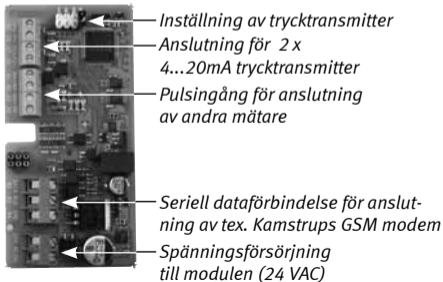 Inställning av trycktransmitter
Anslutning för 2 x
4...20mA trycktransmitter
Pulsingång för anslutning
av andra mätare
Seriell dataförbindelse för anslut-
ning av tex. Kamstrups GSM modem
Spänningsförsörjning
till modulen (24 VAC)